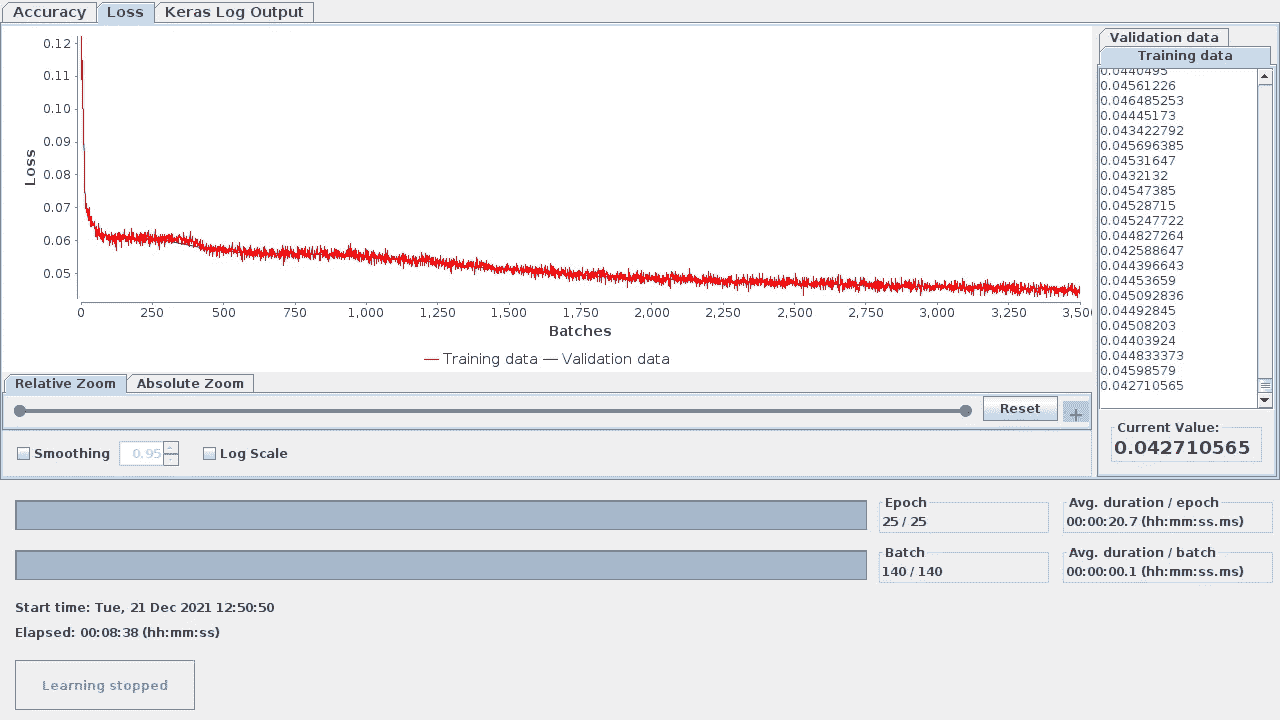 Accuracy Loss Keras Log Output
Validation data
Training data
0.12
0.11
0.10
0.09
0.08
0.07
0.06
0.05
Loss
0 250 500 750 1,000 1,250 1,500 1,750 2,000 2,250 2,500 2,750 3,000 3,250 3,50
Batches
— Training data — Validation data
0.0440495
0.04561226
0.046485253
0.04445173
0.043422792
0.045696385
0.04531647
0.0432132
0.04547385
0.04528715
0.045247722
0.044827264
0.042588647
0.044396643
0.04453659
0.045092836
0.04492845
0.04508203
0.04403924
0.044833373
0.04598579
0.042710565
Current Value:
0.042710565
Relative Zoom Absolute Zoom
Reset +
Smoothing 0.95 Log Scale
Epoch
25 / 25
Avg. duration / epoch
00:00:20.7 (hh:mm:ss.ms)
Batch
140 / 140
Avg. duration / batch
00:00:00.1 (hh:mm:ss.ms)
Start time: Tue, 21 Dec 2021 12:50:50
Elapsed: 00:08:38 (hh:mm:ss)
Learning stopped